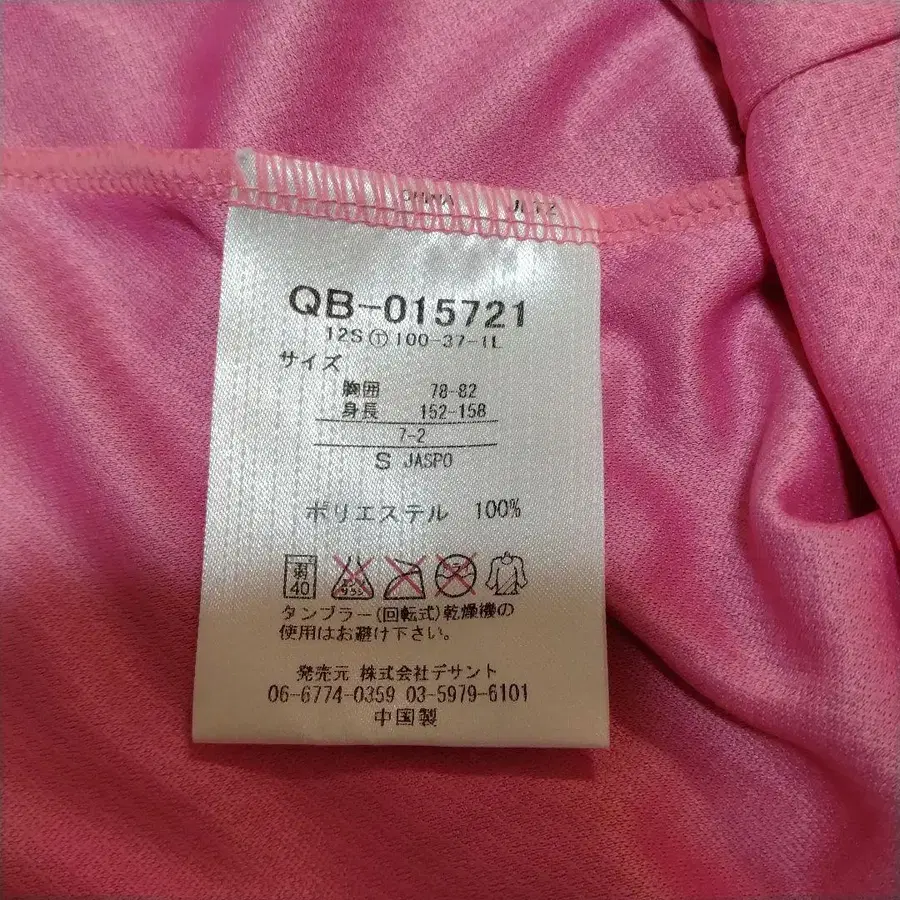 QB-015721
12S① 100-37-1L
サイズ
胸囲 78-82
身長 152-158
7-2
S JASPO
ポリエステル 100%
弱
40
タンブラー(回転式)乾燥機の
使用はお避け下さい。
発売元 株式会社デサント
06-6774-0359 03-5979-6101
中国製